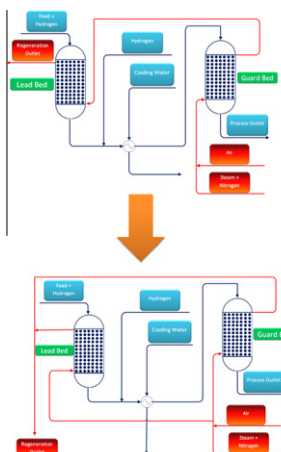 Feed +
Hydrogen
Regeneration
Outlet
Hydrogen
Lead Bed
Cooling Water
Guard Bed
Process Outlet
Air
Steam +
Nitrogen
Feed +
Hydrogen
Hydrogen
Cooling Water
Guard B
Lead Bed
Process Outlet
Air
Regeneration
Outlet
Steam +
Nitrogen